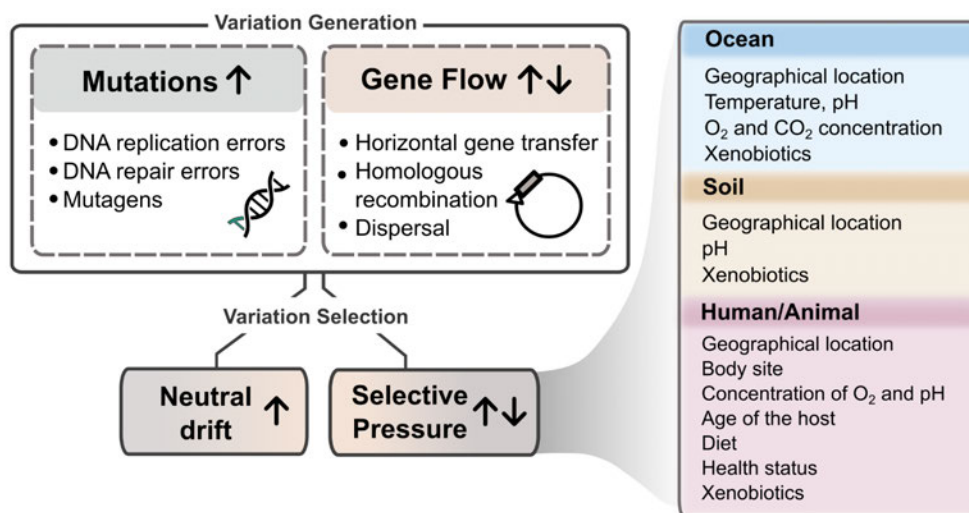 Variation Generation
Mutations ↑
• DNA replication errors
• DNA repair errors
• Mutagens
Gene Flow ↑↓
• Horizontal gene transfer
• Homologous
recombination
• Dispersal
Variation Selection
Neutral
drift ↑
Selective
Pressure ↑↓
Ocean
Geographical location
Temperature, pH
O₂ and CO₂ concentration
Xenobiotics
Soil
Geographical location
pH
Xenobiotics
Human/Animal
Geographical location
Body site
Concentration of O₂ and pH
Age of the host
Diet
Health status
Xenobiotics